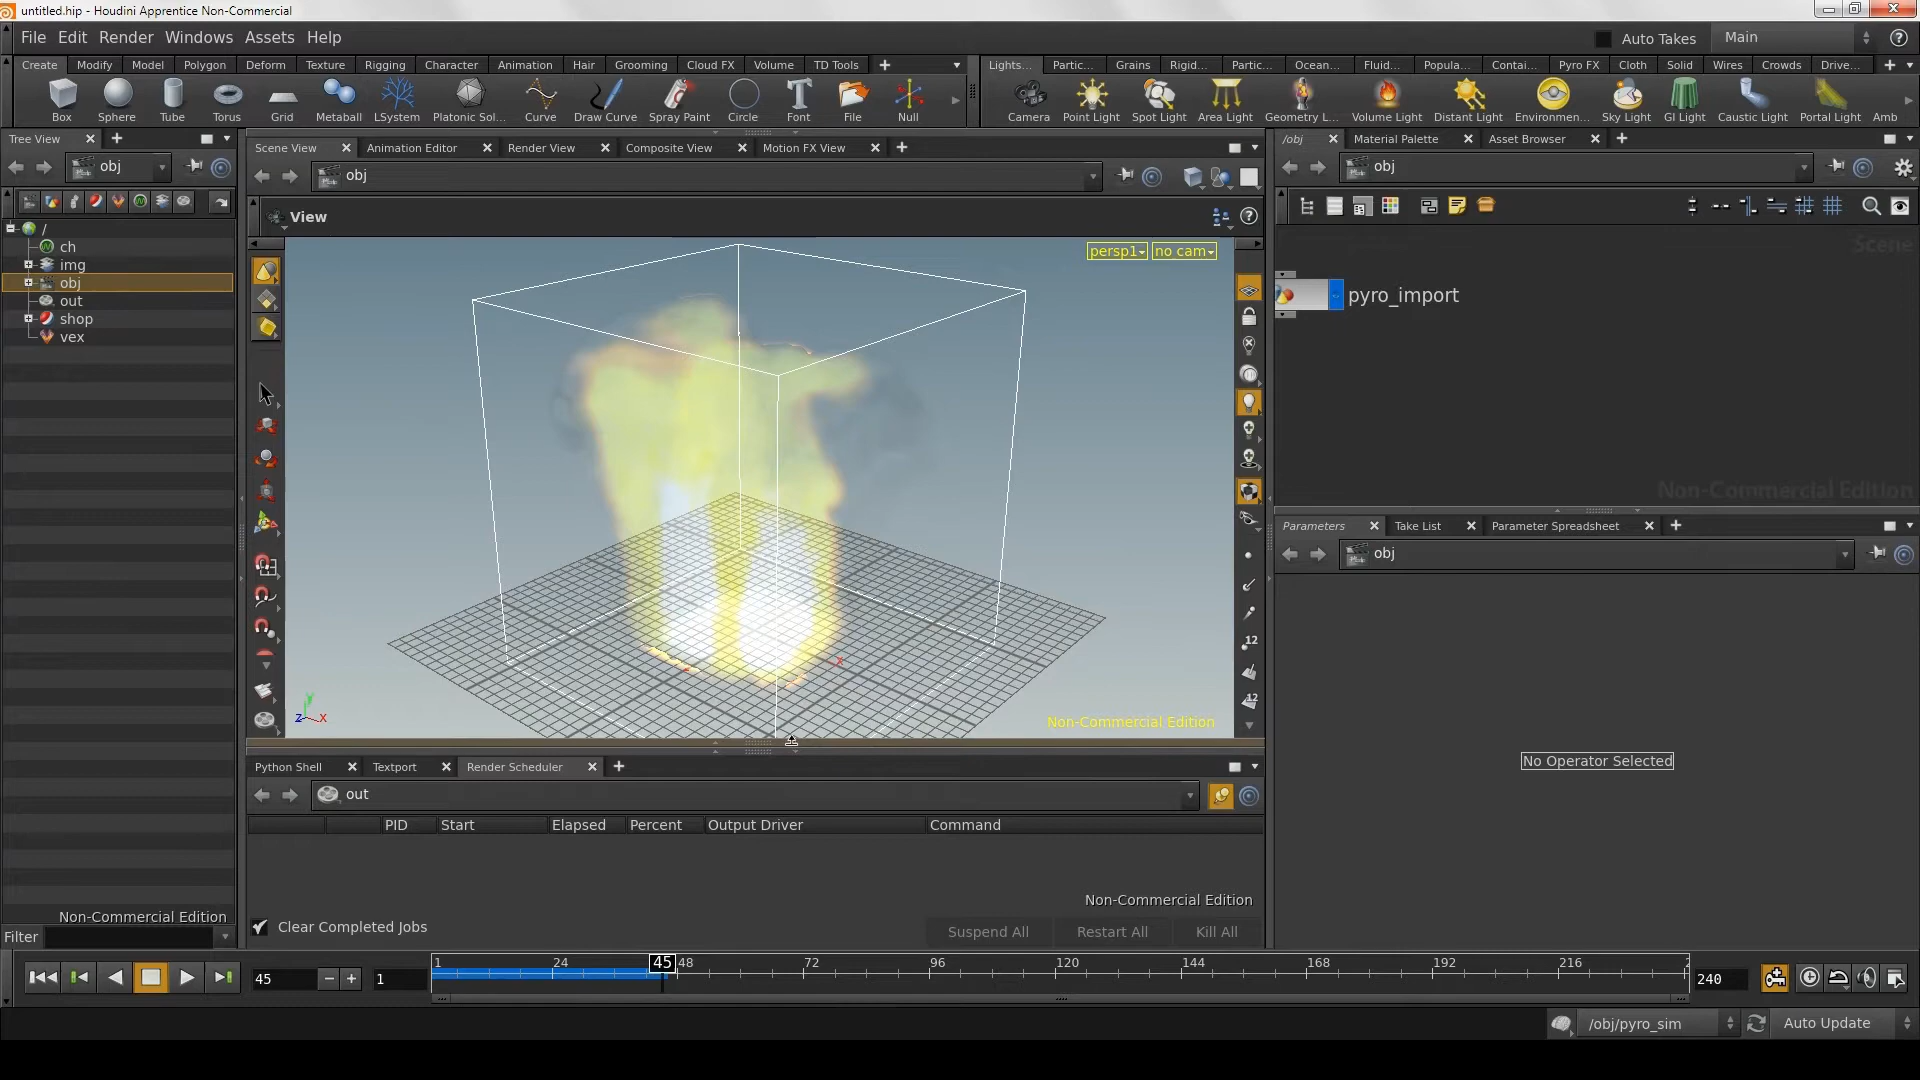 untitled.hip - Houdini Apprentice Non-Commercial
File Edit Render Windows Assets Help
Auto Takes Main
Create Modify Model Polygon Deform Texture Rigging Character Animation Hair Grooming Cloud FX Volume TD Tools
Lights... Partic... Grains Rigid... Partic... Ocean... Fluid... Popula... Contai... Pyro FX Cloth Solid Wires Crowds Drive...
Box Sphere Tube Torus Grid Metaball LSystem Platonic Sol... Curve Draw Curve Spray Paint Circle Font File Null
Camera Point Light Spot Light Area Light Geometry L... Volume Light Distant Light Environmen... Sky Light GI Light Caustic Light Portal Light Amb
Tree View
obj
/
ch
img
obj
out
shop
vex
Non-Commercial Edition
Filter
Scene View Animation Editor Render View Composite View Motion FX View
obj
View
persp1 no cam
12
12
x
y
z x
Non-Commercial Edition
Python Shell Textport Render Scheduler
out
PID Start Elapsed Percent Output Driver Command
Non-Commercial Edition
Clear Completed Jobs
Suspend All Restart All Kill All
/obj Material Palette Asset Browser
obj
Scene
pyro_import
Non-Commercial Edition
Parameters Take List Parameter Spreadsheet
obj
No Operator Selected
45 1
1 24 45 48 72 96 120 144 168 192 216 2
240
/obj/pyro_sim Auto Update